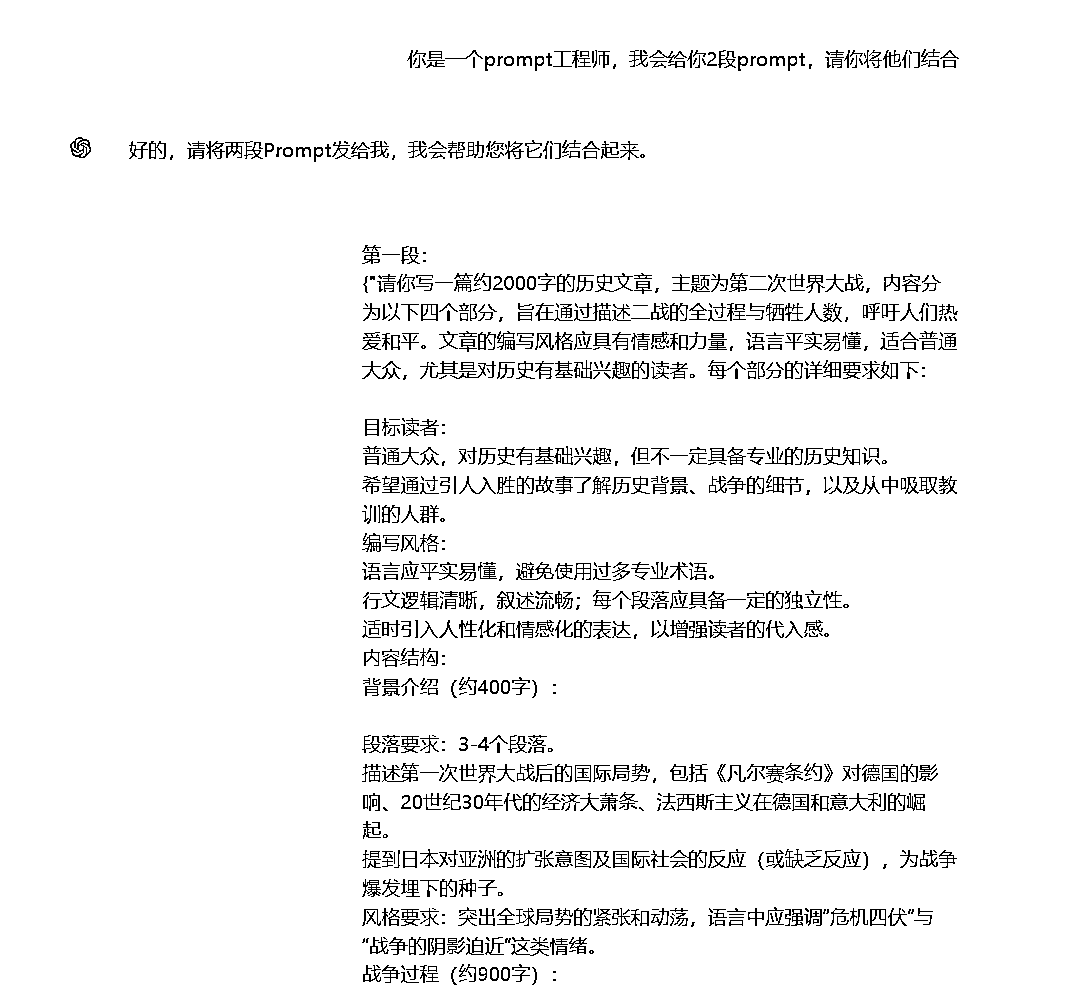 你是一个prompt工程师，我会给你2段prompt，请你将他们结合
好的，请将两段Prompt发给我，我会帮助您将它们结合起来。
第一段：
{"请你写一篇约2000字的历史文章，主题为第二次世界大战，内容分
为以下四个部分，旨在通过描述二战的全过程与牺牲人数，呼吁人们热
爱和平。文章的编写风格应具有情感和力量，语言平实易懂，适合普通
大众，尤其是对历史有基础兴趣的读者。每个部分的详细要求如下：
目标读者：
普通大众，对历史有基础兴趣，但不一定具备专业的历史知识。
希望通过引人入胜的故事了解历史背景、战争的细节，以及从中吸取教
训的人群。
编写风格：
语言应平实易懂，避免使用过多专业术语。
行文逻辑清晰，叙述流畅；每个段落应具备一定的独立性。
适时引入人性化和情感化的表达，以增强读者的代入感。
内容结构：
背景介绍（约400字）：
段落要求：3-4个段落。
描述第一次世界大战后的国际局势，包括《凡尔赛条约》对德国的影
响、20世纪30年代的经济大萧条、法西斯主义在德国和意大利的崛
起。
提到日本对亚洲的扩张意图及国际社会的反应（或缺乏反应），为战争
爆发埋下的种子。
风格要求：突出全球局势的紧张和动荡，语言中应强调"危机四伏"与
"战争的阴影迫近"这类情绪。
战争过程（约900字）：